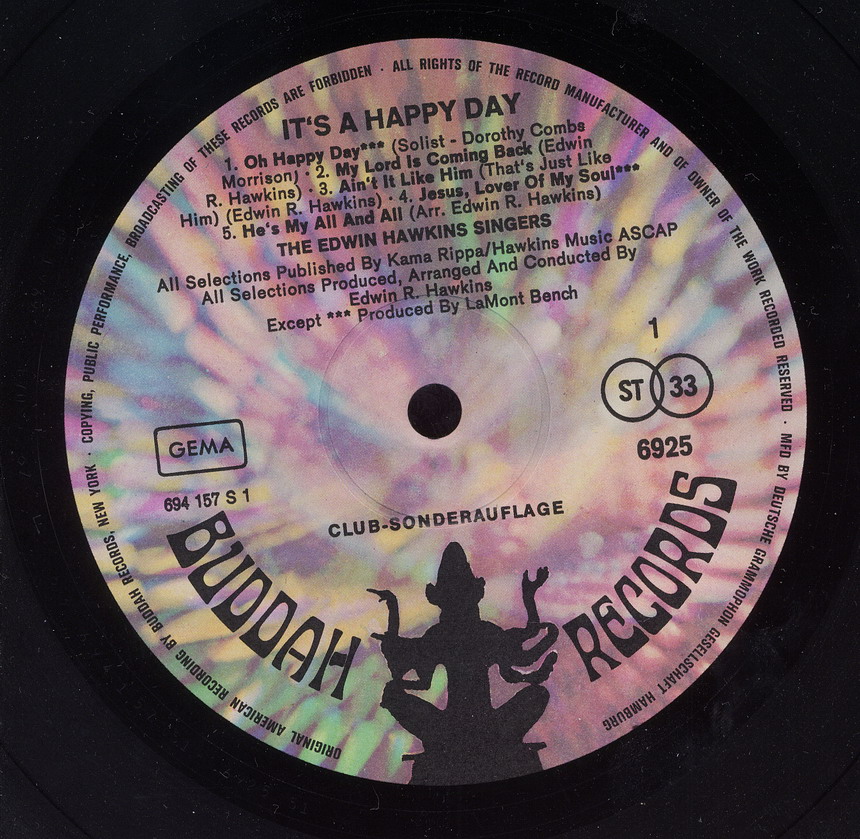 IT'S A HAPPY DAY
1. Oh Happy Day*** (Solist - Dorothy Combs
Morrison) · 2. My Lord Is Coming Back (Edwin
R. Hawkins) · 3. Ain't It Like Him (That's Just Like
Him) (Edwin R. Hawkins) · 4. Jesus, Lover Of My Soul***
5. He's My All And All (Arr. Edwin R. Hawkins)
THE EDWIN HAWKINS SINGERS
All Selections Published By Kama Rippa/Hawkins Music ASCAP
All Selections Produced, Arranged And Conducted By
Edwin R. Hawkins
Except *** Produced By LaMont Bench
1
ST 33
GEMA
6925
694 157 S 1
CLUB-SONDERAUFLAGE
BUDDAH RECORDS
ORIGINAL AMERICAN RECORDING BY BUDDAH RECORDS, NEW YORK · COPYING, PUBLIC PERFORMANCE, BROADCASTING OF THESE RECORDS ARE FORBIDDEN · ALL RIGHTS OF THE RECORD MANUFACTURER AND OF OWNER OF THE WORK RECORDED RESERVED · MFD BY DEUTSCHE GRAMMOPHON GESELLSCHAFT HAMBURG